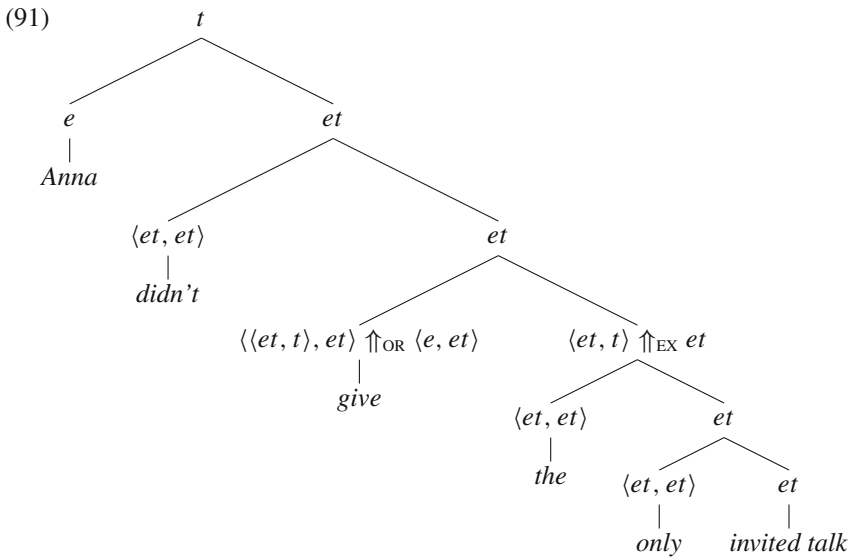 (91) t
e et
Anna
⟨et, et⟩ et
didn't
⟨⟨et, t⟩, et⟩ ⇑OR ⟨e, et⟩ ⟨et, t⟩ ⇑EX et
give
⟨et, et⟩ et
the
⟨et, et⟩ et
only invited talk